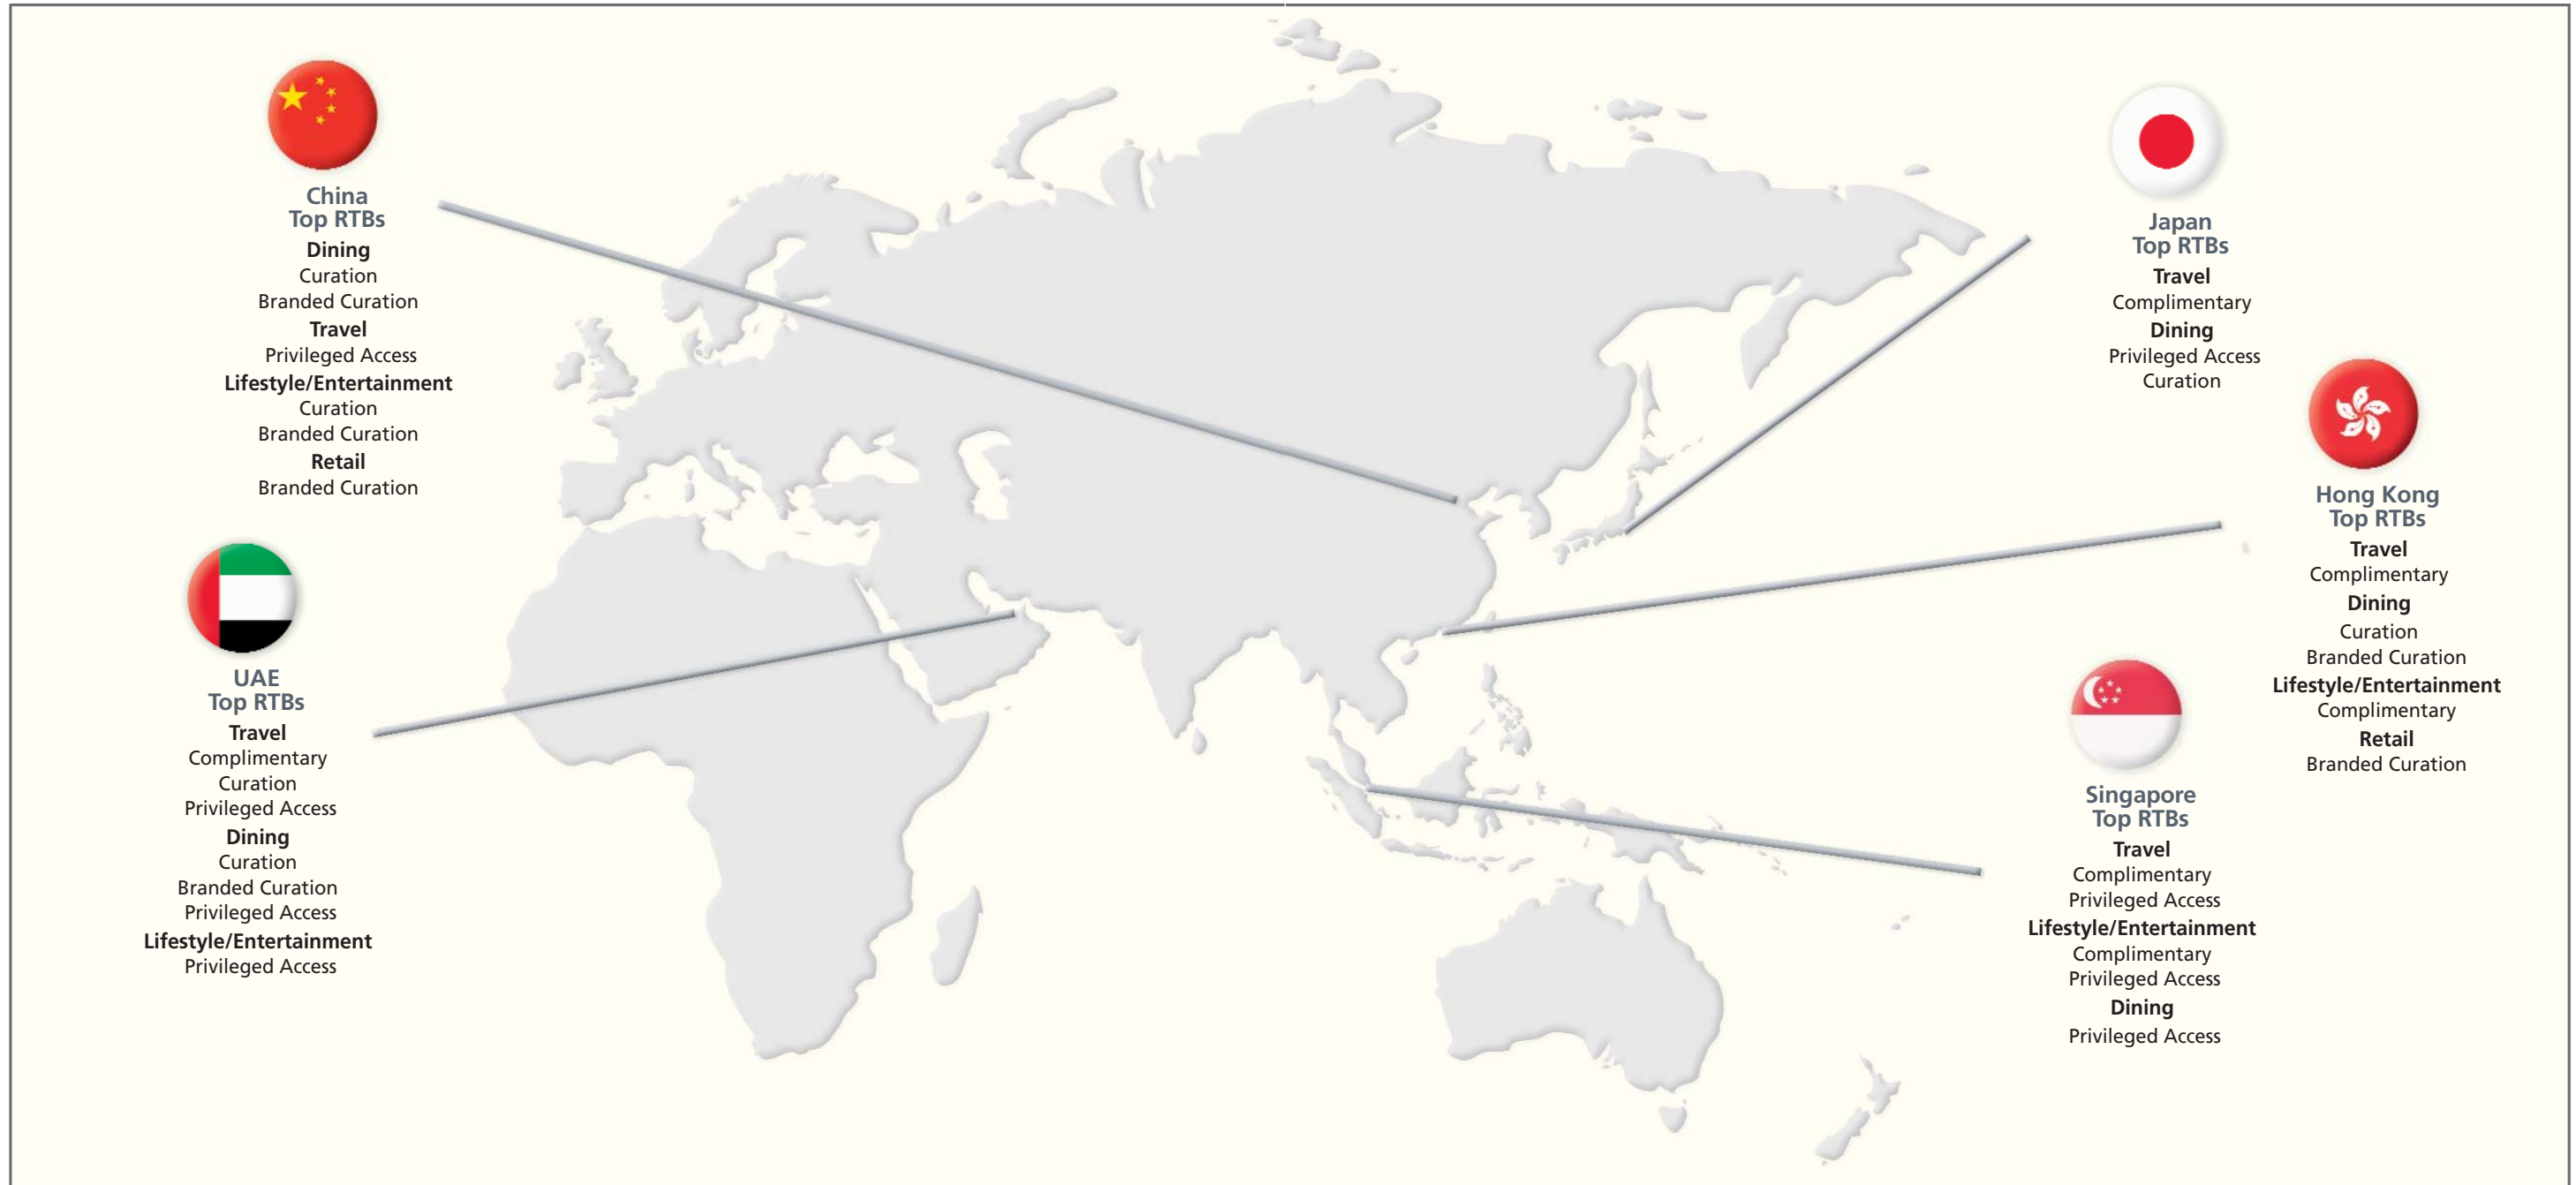 China
Top RTBs
Dining
Curation
Branded Curation
Travel
Privileged Access
Lifestyle/Entertainment
Curation
Branded Curation
Retail
Branded Curation
UAE
Top RTBs
Travel
Complimentary
Curation
Privileged Access
Dining
Curation
Branded Curation
Privileged Access
Lifestyle/Entertainment
Privileged Access
Japan
Top RTBs
Travel
Complimentary
Dining
Privileged Access
Curation
Hong Kong
Top RTBs
Travel
Complimentary
Dining
Curation
Branded Curation
Lifestyle/Entertainment
Complimentary
Retail
Branded Curation
Singapore
Top RTBs
Travel
Complimentary
Privileged Access
Lifestyle/Entertainment
Complimentary
Privileged Access
Dining
Privileged Access